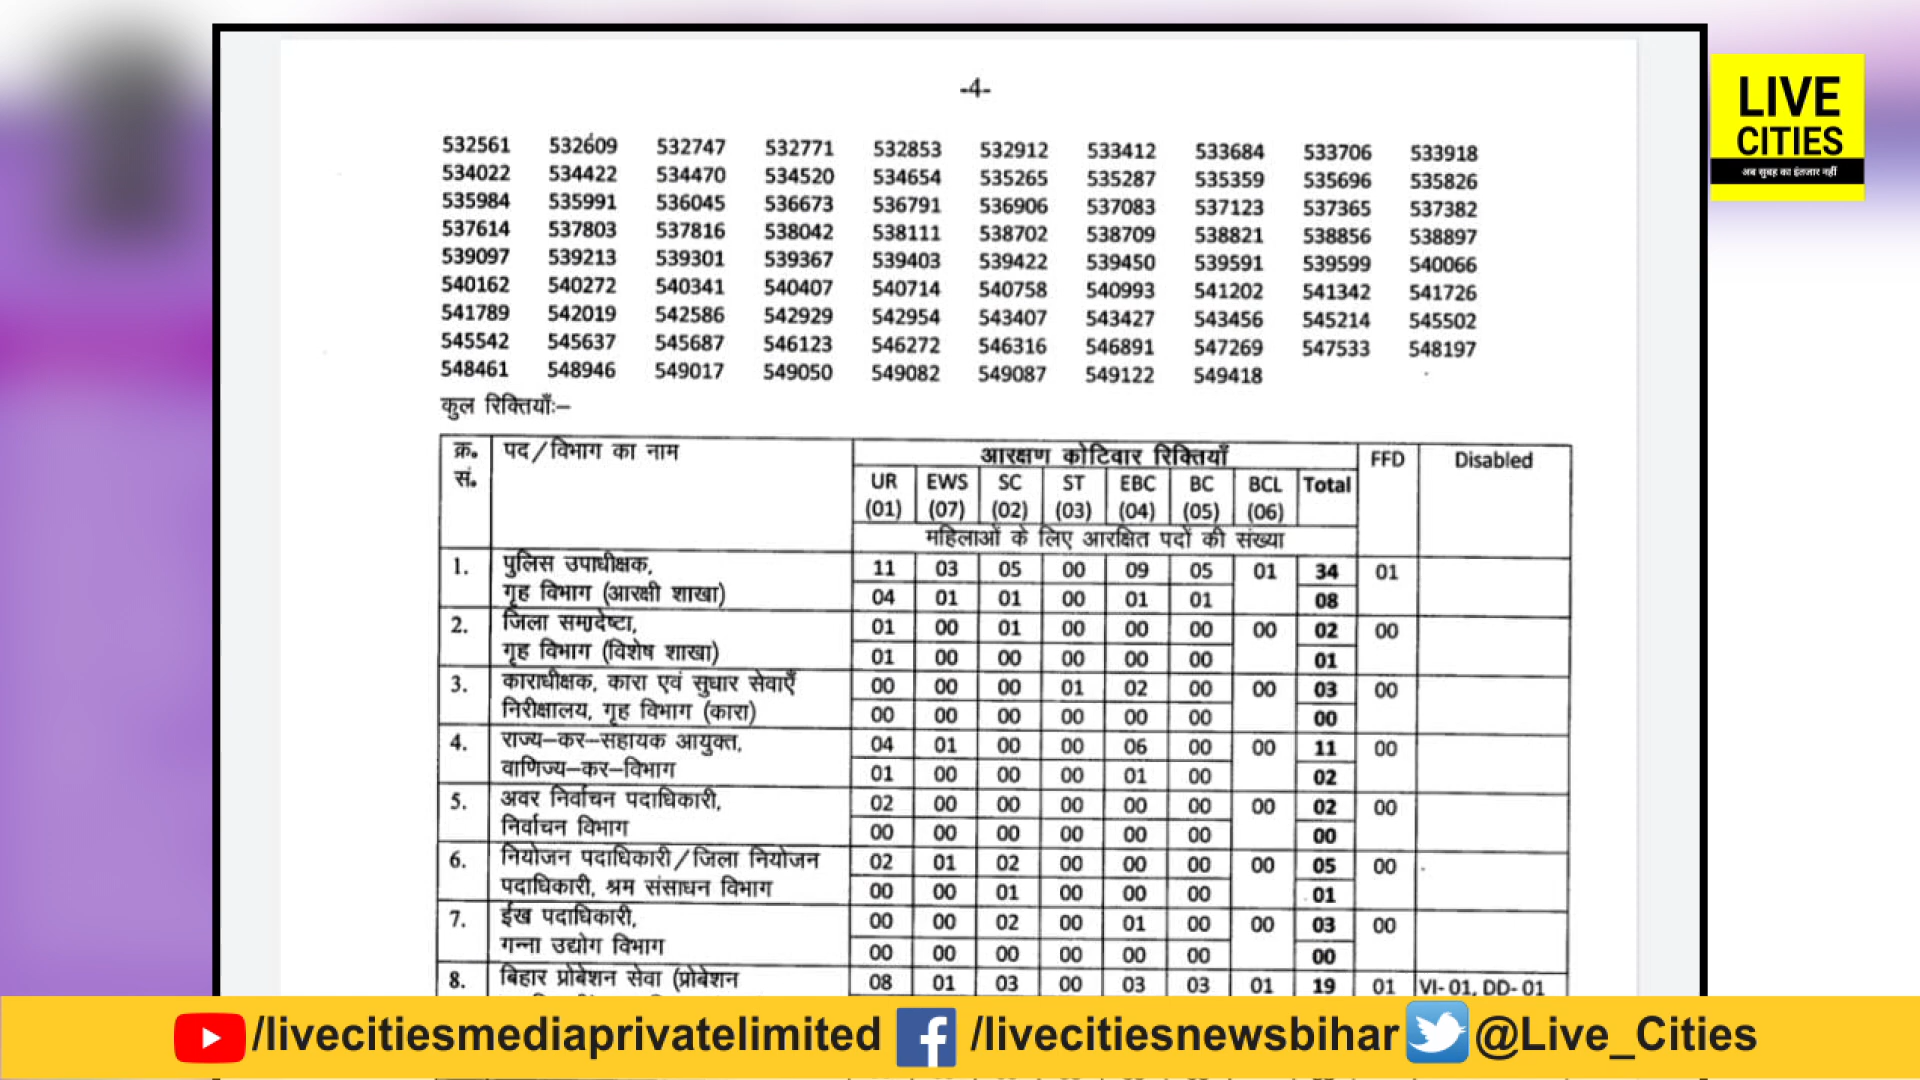 -4-
532561 532609 532747 532771 532853 532912 533412 533684 533706 533918
534022 534422 534470 534520 534654 535265 535287 535359 535696 535826
535984 535991 536045 536673 536791 536906 537083 537123 537365 537382
537614 537803 537816 538042 538111 538702 538709 538821 538856 538897
539097 539213 539301 539367 539403 539422 539450 539591 539599 540066
540162 540272 540341 540407 540714 540758 540993 541202 541342 541726
541789 542019 542586 542929 542954 543407 543427 543456 545214 545502
545542 545637 545687 546123 546272 546316 546891 547269 547533 548197
548461 548946 549017 549050 549082 549087 549122 549418
कुल रिक्तियाँ:–
क्र॰ सं॰ पद/विभाग का नाम आरक्षण कोटिवार रिक्तियाँ FFD Disabled
UR EWS SC ST EBC BC BCL Total
(01) (07) (02) (03) (04) (05) (06)
महिलाओं के लिए आरक्षित पदों की संख्या
1. पुलिस उपाधीक्षक, 11 03 05 00 09 05 01 34 01
गृह विभाग (आरक्षी शाखा) 04 01 01 00 01 01 08
2. जिला समादेष्टा, 01 00 01 00 00 00 00 02 00
गृह विभाग (विशेष शाखा) 01 00 00 00 00 00 01
3. काराधीक्षक, कारा एवं सुधार सेवाएँ 00 00 00 01 02 00 00 03 00
निरीक्षालय, गृह विभाग (कारा) 00 00 00 00 00 00 00
4. राज्य–कर–सहायक आयुक्त, 04 01 00 00 06 00 00 11 00
वाणिज्य–कर–विभाग 01 00 00 00 01 00 02
5. अवर निर्वाचन पदाधिकारी, 02 00 00 00 00 00 00 02 00
निर्वाचन विभाग 00 00 00 00 00 00 00
6. नियोजन पदाधिकारी/जिला नियोजन 02 01 02 00 00 00 00 05 00
पदाधिकारी, श्रम संसाधन विभाग 00 00 01 00 00 00 01
7. ईख पदाधिकारी, 00 00 02 00 01 00 00 03 00
गन्ना उद्योग विभाग 00 00 00 00 00 00 00
8. बिहार प्रोबेशन सेवा (प्रोबेशन 08 01 03 00 03 03 01 19 01 VI- 01, DD- 01
LIVE
CITIES
अब सुबह का इंतजार नहीं
/livecitiesmediaprivatelimited /livecitiesnewsbihar @Live_Cities